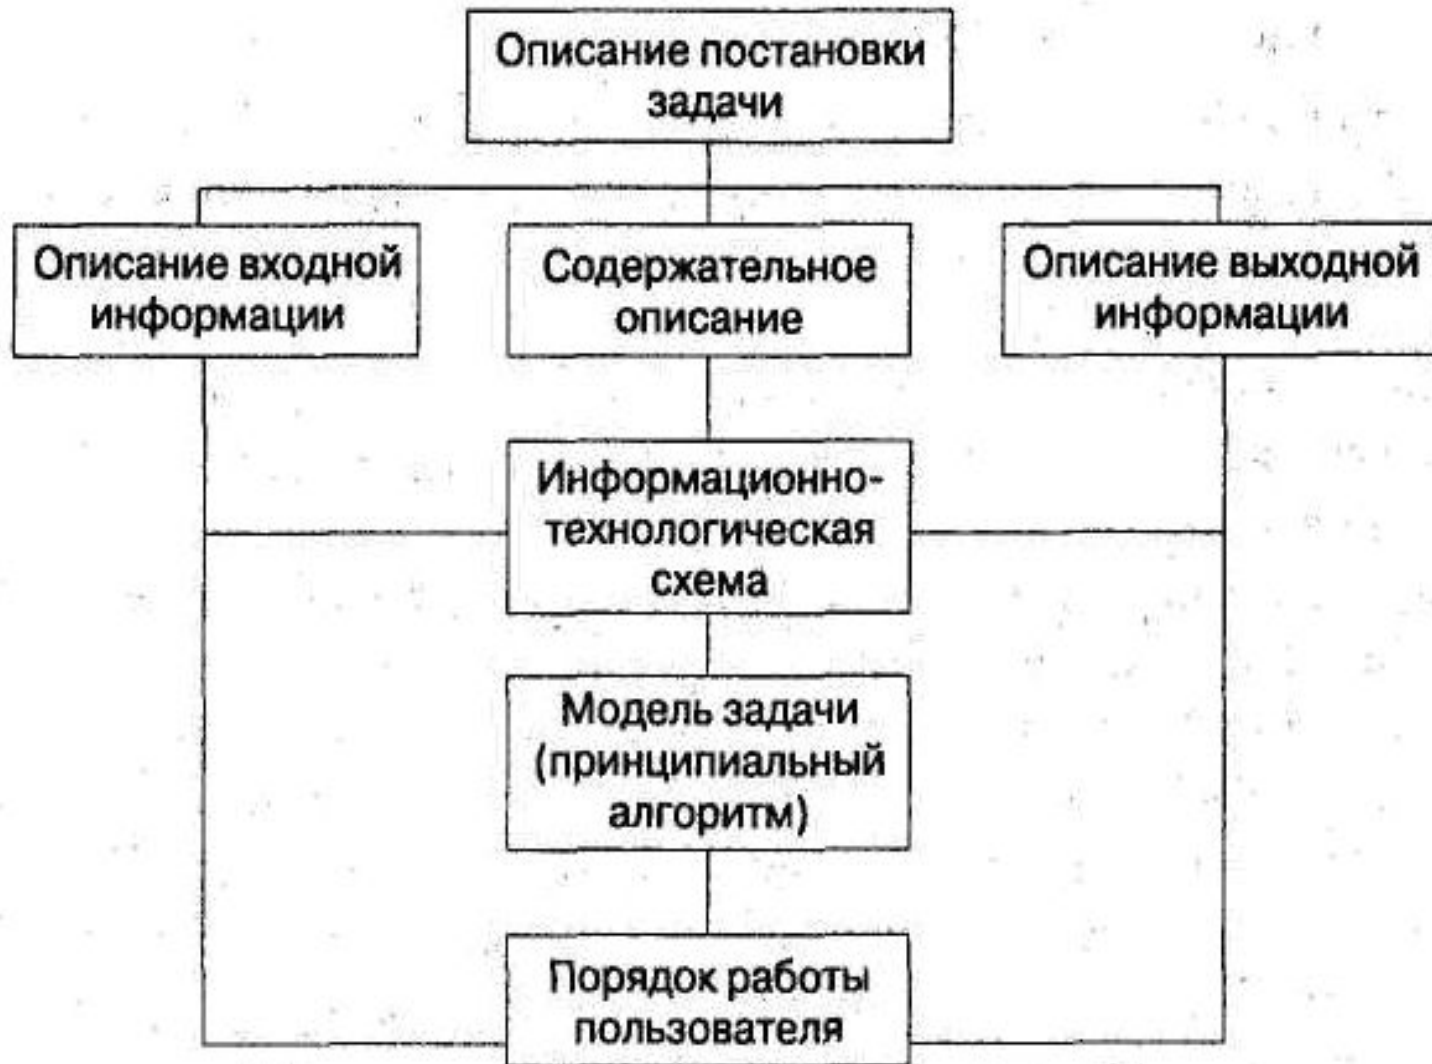 Описание постановки
задачи
Описание входной
информации
Содержательное
описание
Описание выходной
информации
Информационно-
технологическая
схема
Модель задачи
(принципиальный
алгоритм)
Порядок работы
пользователя